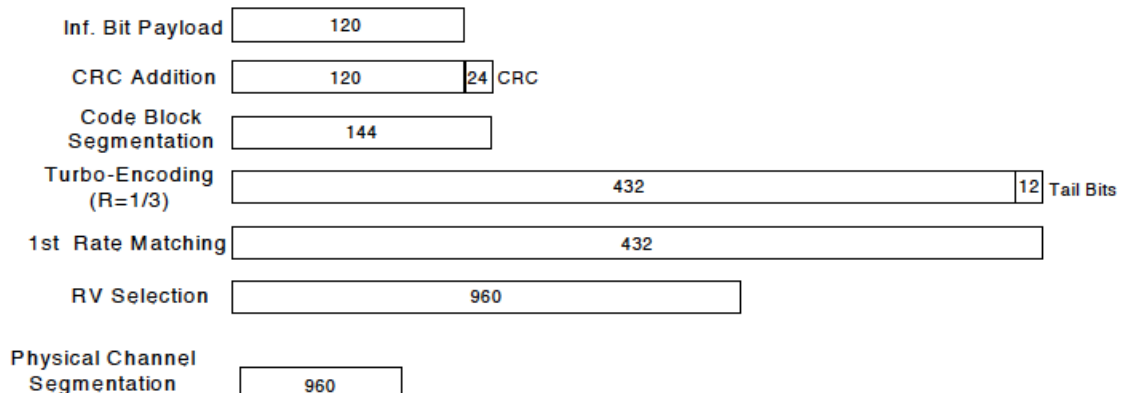 Inf. Bit Payload 120
CRC Addition 120 24 CRC
Code Block
Segmentation 144
Turbo-Encoding
(R=1/3) 432 12 Tail Bits
1st Rate Matching 432
RV Selection 960
Physical Channel
Segmentation 960